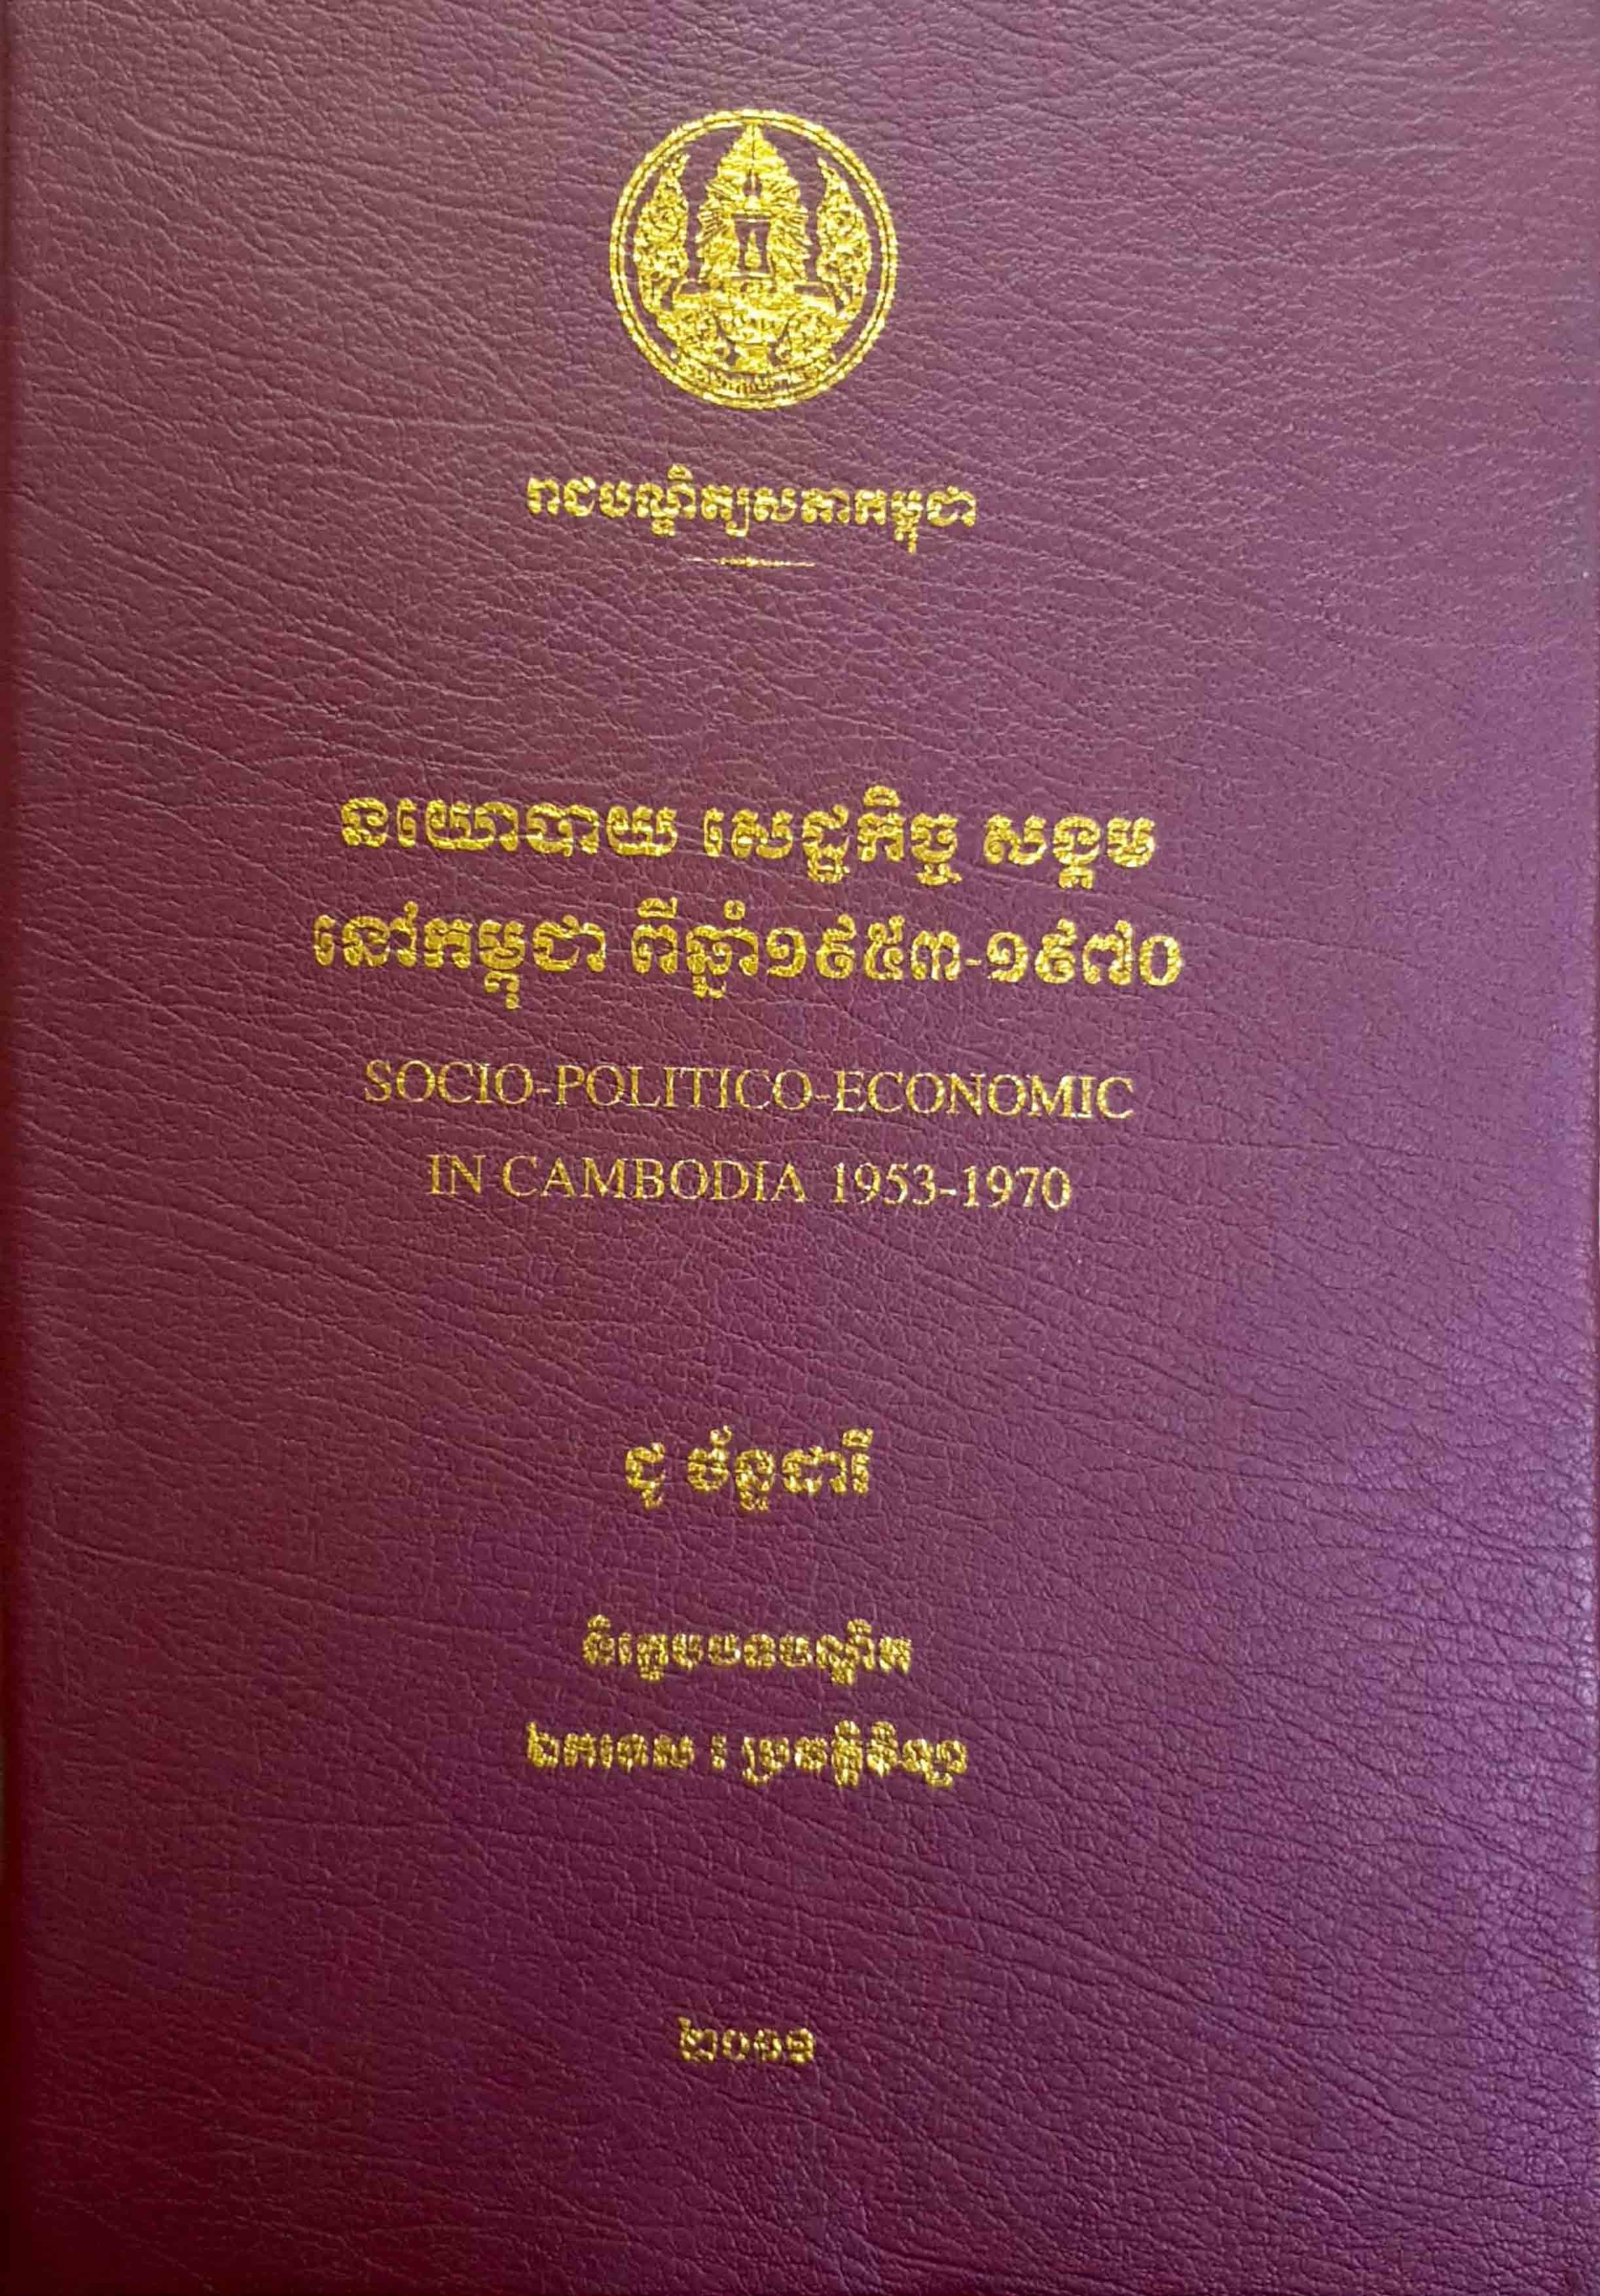 រាជបណ្ឌិត្យសភាកម្ពុជា
នយោបាយ សេដ្ឋកិច្ច សង្គម
នៅកម្ពុជា ពីឆ្នាំ១៩៥៣-១៩៧០
SOCIO-POLITICO-ECONOMIC
IN CAMBODIA 1953-1970
ជូ ច័ន្ទដារី
និក្ខេបបទបណ្ឌិត
ឯកទេស ៖ ប្រវត្តិវិទ្យា
២០១១